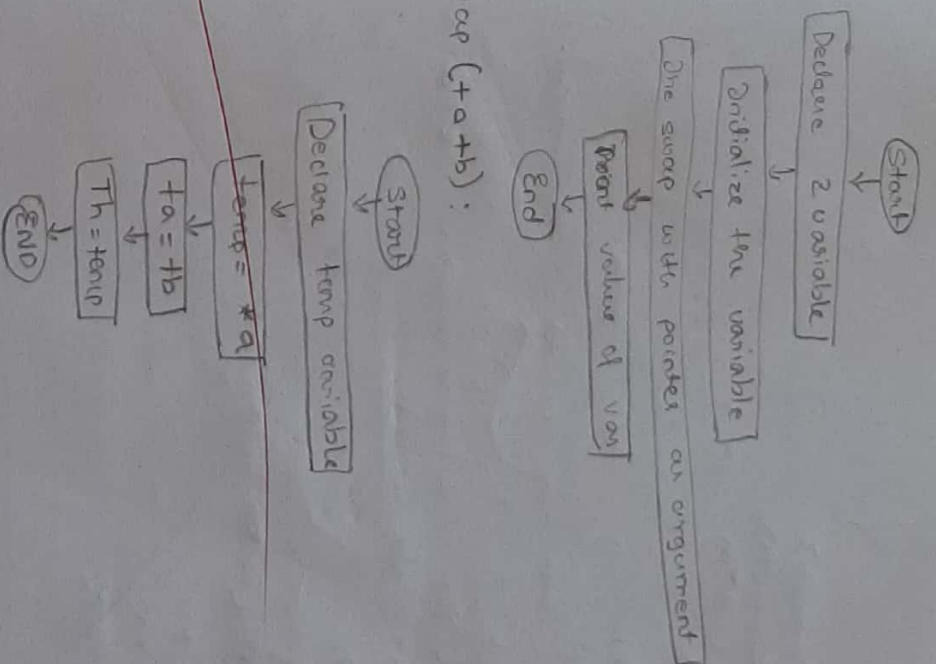 Start
Declare 2 variable
Initialize the variable
the swap with pointer as argument
Print value of var
End
ap (*a *b) :
Start
Declare temp variable
temp = *a
*a = *b
*b = temp
END